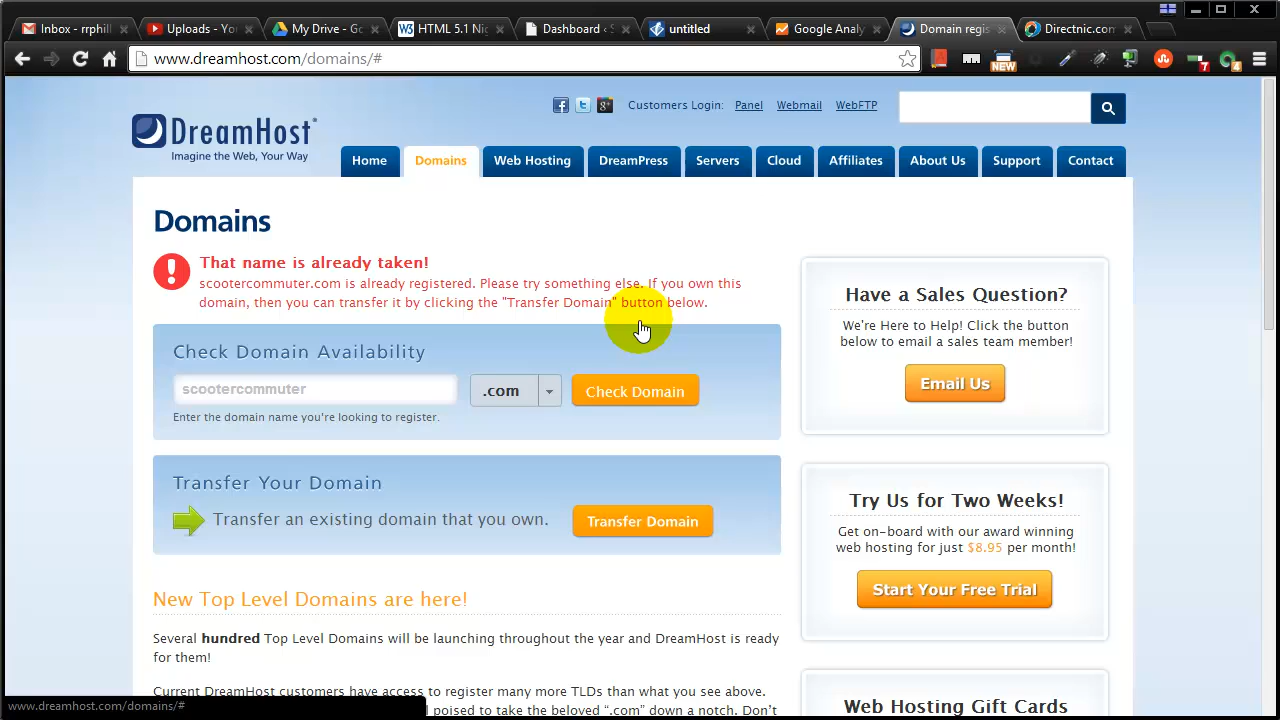 Inbox - rrphill
Uploads - You
My Drive - Go
HTML 5.1 Nig
Dashboard ‹ S
untitled
Google Analy
Domain regis
Directnic.com
www.dreamhost.com/domains/#
NEW
7
4
Customers Login: Panel Webmail WebFTP
DreamHost
Imagine the Web, Your Way
Home
Domains
Web Hosting
DreamPress
Servers
Cloud
Affiliates
About Us
Support
Contact
Domains
That name is already taken!
scootercommuter.com is already registered. Please try something else. If you own this
domain, then you can transfer it by clicking the "Transfer Domain" button below.
Check Domain Availability
scootercommuter
.com
Check Domain
Enter the domain name you're looking to register.
Transfer Your Domain
Transfer an existing domain that you own.
Transfer Domain
New Top Level Domains are here!
Several hundred Top Level Domains will be launching throughout the year and DreamHost is ready
for them!
Current DreamHost customers have access to register many more TLDs than what you see above.
poised to take the beloved “.com” down a notch. Don't
Have a Sales Question?
We're Here to Help! Click the button
below to email a sales team member!
Email Us
Try Us for Two Weeks!
Get on-board with our award winning
web hosting for just $8.95 per month!
Start Your Free Trial
Web Hosting Gift Cards
www.dreamhost.com/domains/#